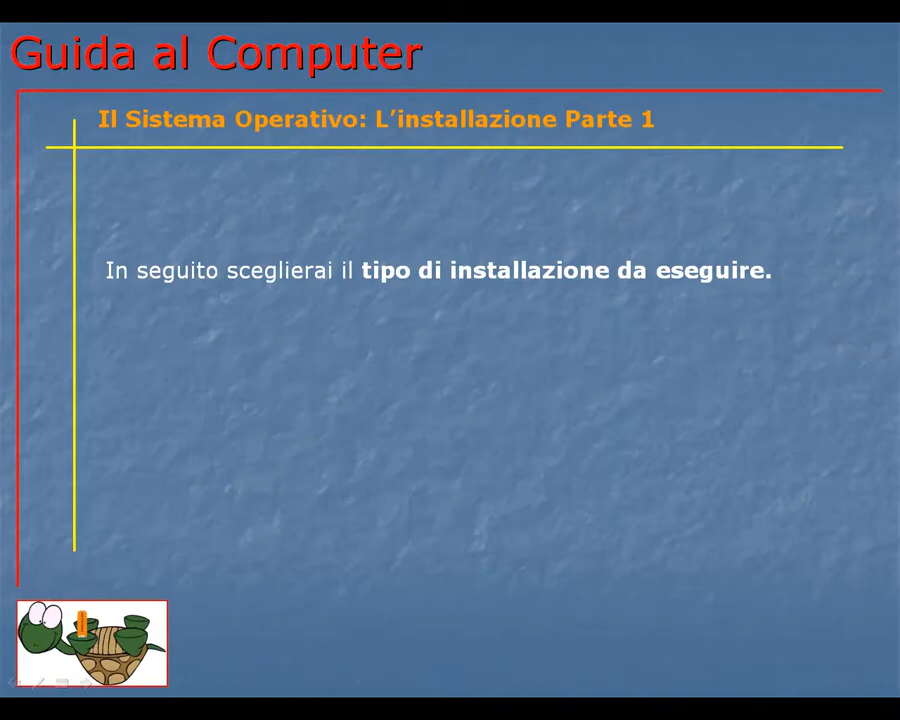 Guida al Computer
Il Sistema Operativo: L’installazione Parte 1
In seguito sceglierai il tipo di installazione da eseguire.